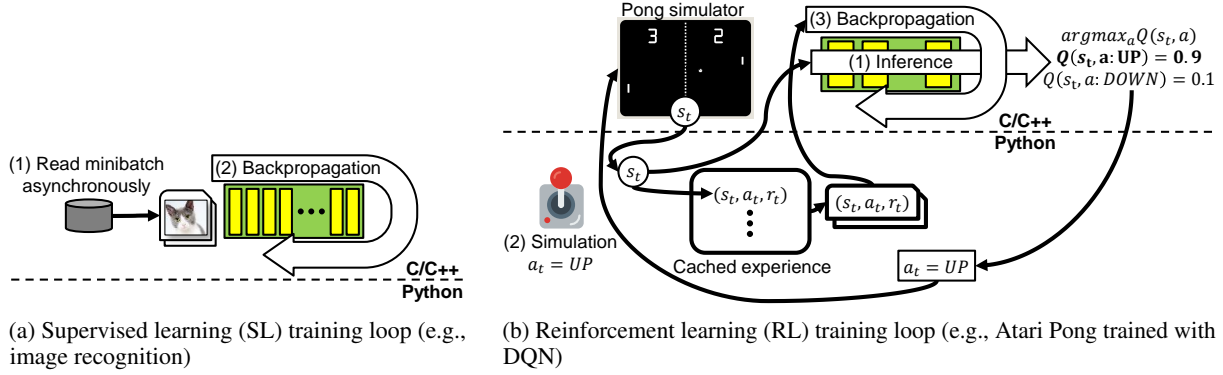 (1) Read minibatch
asynchronously
(2) Backpropagation
C/C++
Python
(a) Supervised learning (SL) training loop (e.g.,
image recognition)
Pong simulator
3 2
s_t
(3) Backpropagation
(1) Inference
argmax_a Q(s_t, a)
Q(s_t, a: UP) = 0.9
Q(s_t, a: DOWN) = 0.1
C/C++
Python
s_t
(2) Simulation
a_t = UP
(s_t, a_t, r_t)
Cached experience
(s_t, a_t, r_t)
a_t = UP
(b) Reinforcement learning (RL) training loop (e.g., Atari Pong trained with
DQN)